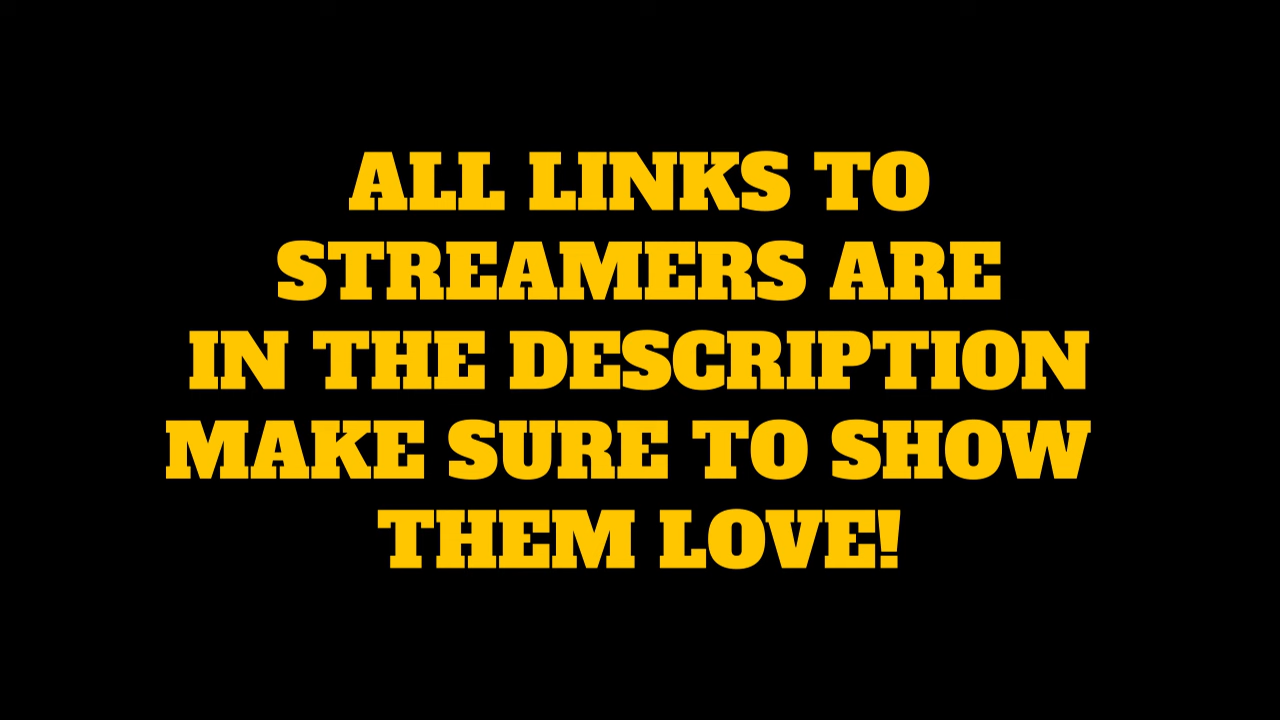 ALL LINKS TO
STREAMERS ARE
IN THE DESCRIPTION
MAKE SURE TO SHOW
THEM LOVE!